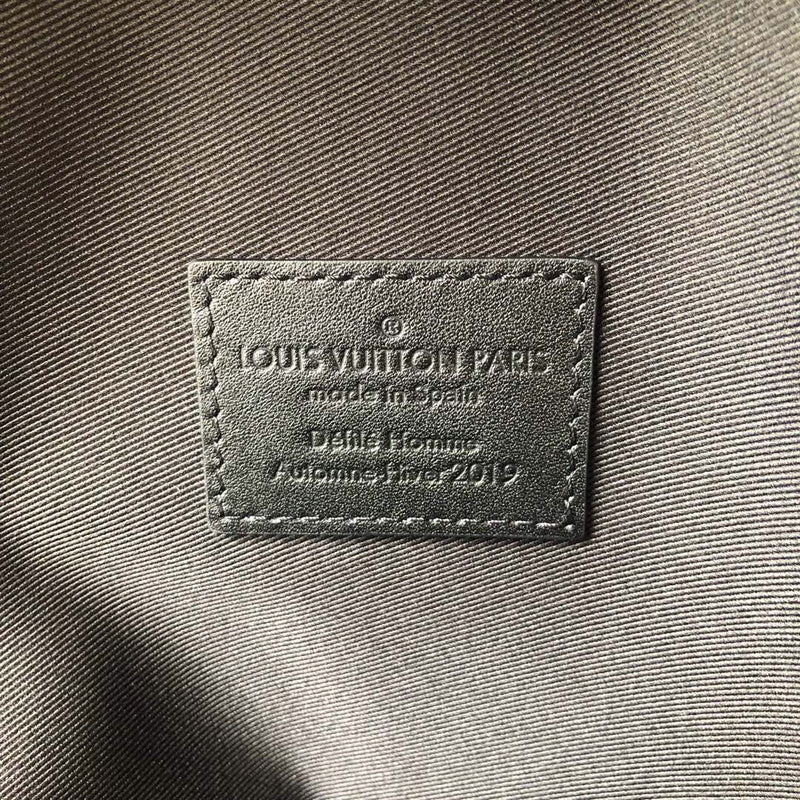 ®
LOUIS VUITTON PARIS
made in Spain
Défilé Homme
Automne-Hiver 2019